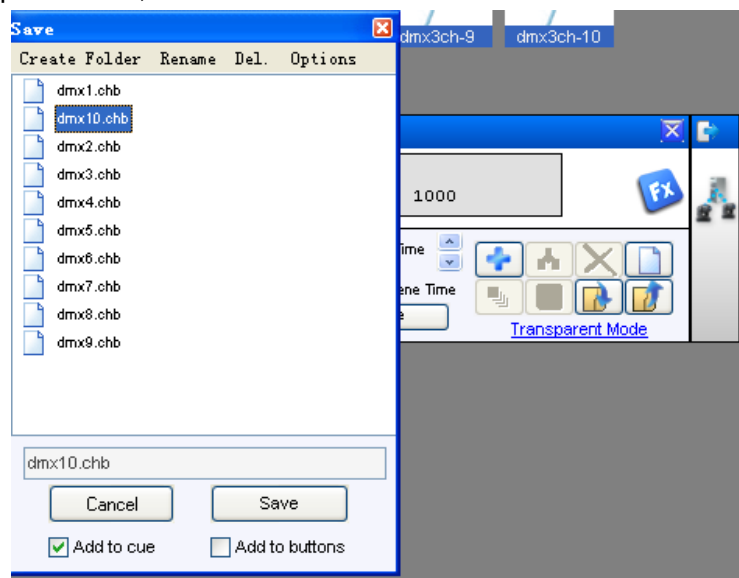 Save
Create Folder Rename Del. Options
dmx1.chb
dmx10.chb
dmx2.chb
dmx3.chb
dmx4.chb
dmx5.chb
dmx6.chb
dmx7.chb
dmx8.chb
dmx9.chb
dmx10.chb
Cancel Save
Add to cue Add to buttons
dmx3ch-9 dmx3ch-10
1000
Fx
ime
ene Time
Transparent Mode